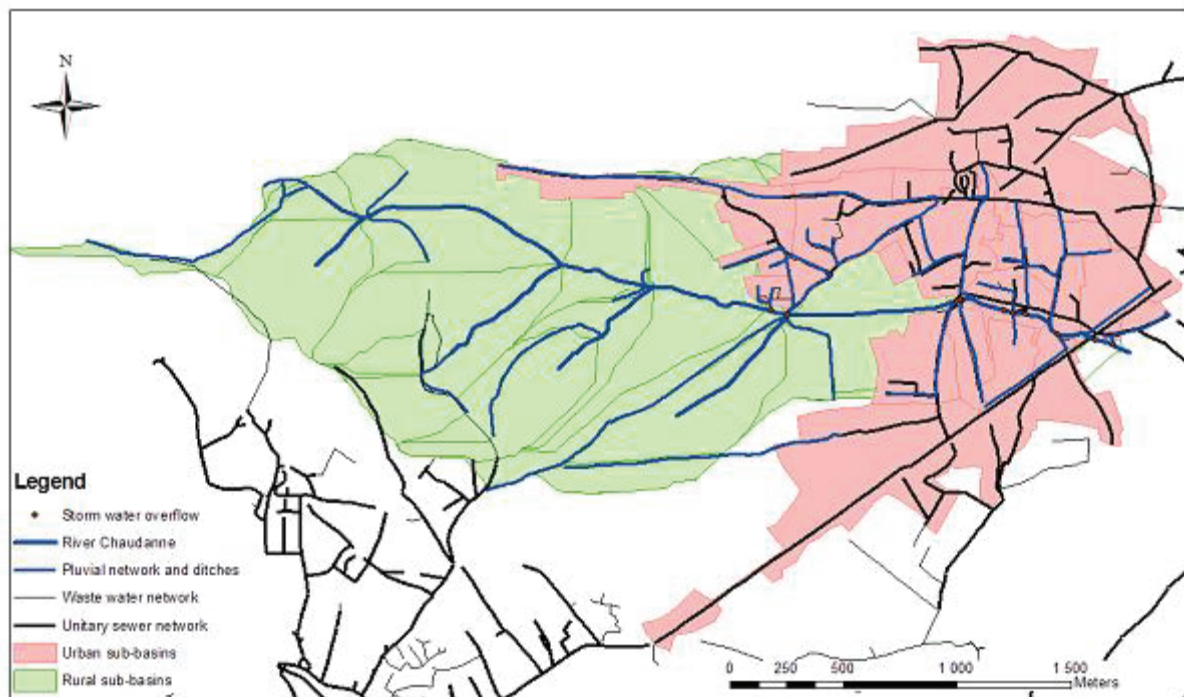 N
Legend
Storm water overflow
River Chaudanne
Pluvial network and ditches
Waste water network
Unitary sewer network
Urban sub-basins
Rural sub-basins
0 250 500 1 000 1 500
Meters